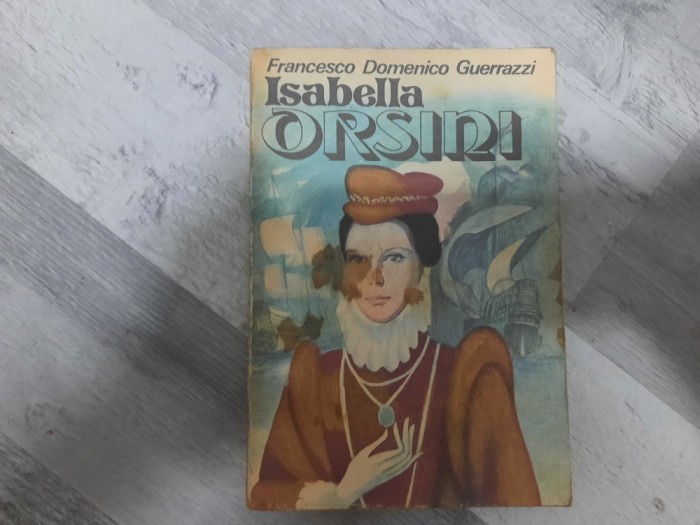 Francesco Domenico Guerrazzi
Isabella
ORSINI